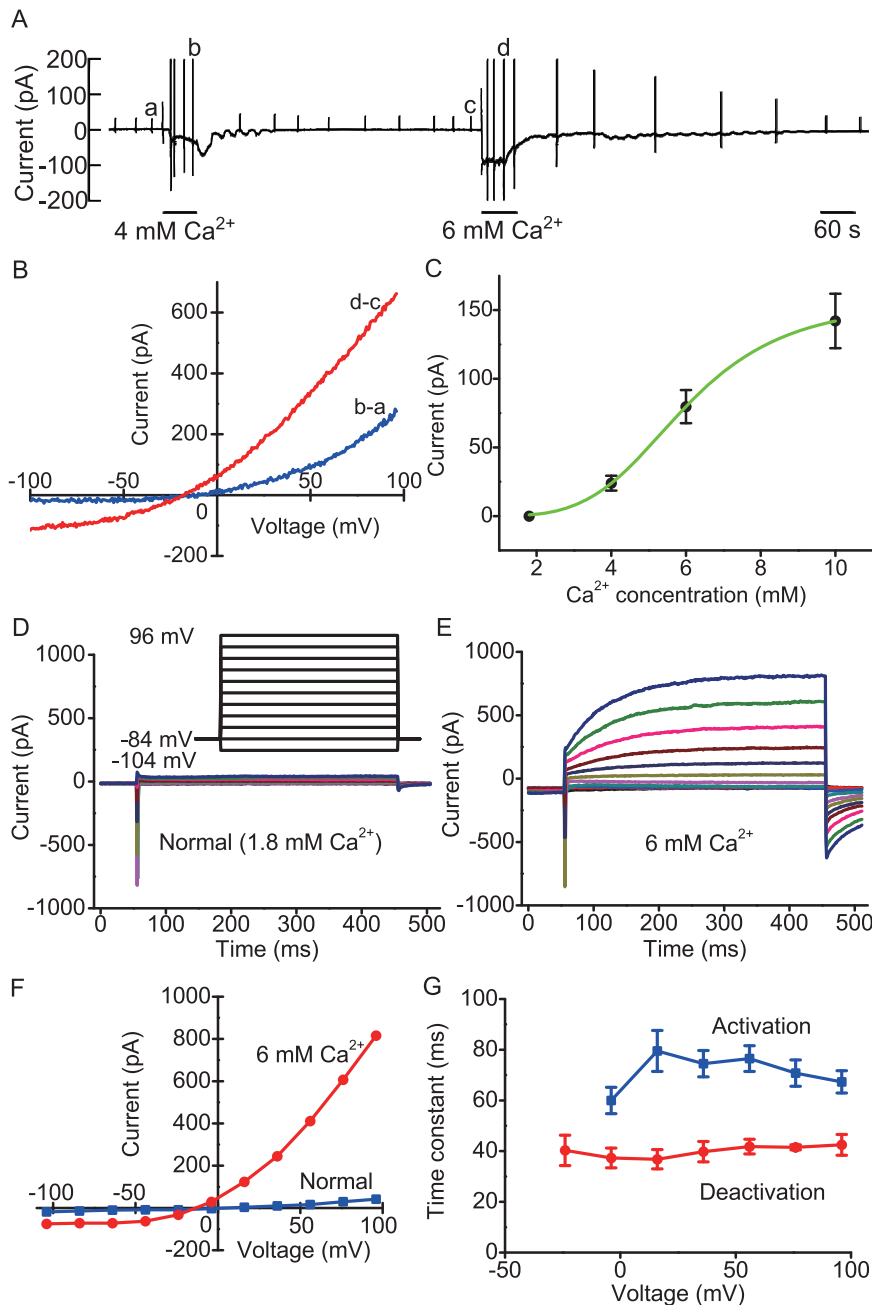 A
Current (pA)
200
100
0
-100
-200
a
b
c
d
4 mM Ca²⁺
6 mM Ca²⁺
60 s
B
Current (pA)
600
400
200
0
-200
-100
-50
50
100
Voltage (mV)
d-c
b-a
C
Current (pA)
150
100
50
0
2
4
6
8
10
Ca²⁺ concentration (mM)
D
Current (pA)
1000
500
0
-500
-1000
96 mV
-84 mV
-104 mV
Normal (1.8 mM Ca²⁺)
0
100
200
300
400
500
Time (ms)
E
Current (pA)
1000
500
0
-500
-1000
6 mM Ca²⁺
0
100
200
300
400
500
Time (ms)
F
Current (pA)
1000
800
600
400
200
0
-200
-100
-50
50
100
6 mM Ca²⁺
Normal
Voltage (mV)
G
Time constant (ms)
100
80
60
40
20
0
Activation
Deactivation
-50
0
50
100
Voltage (mV)